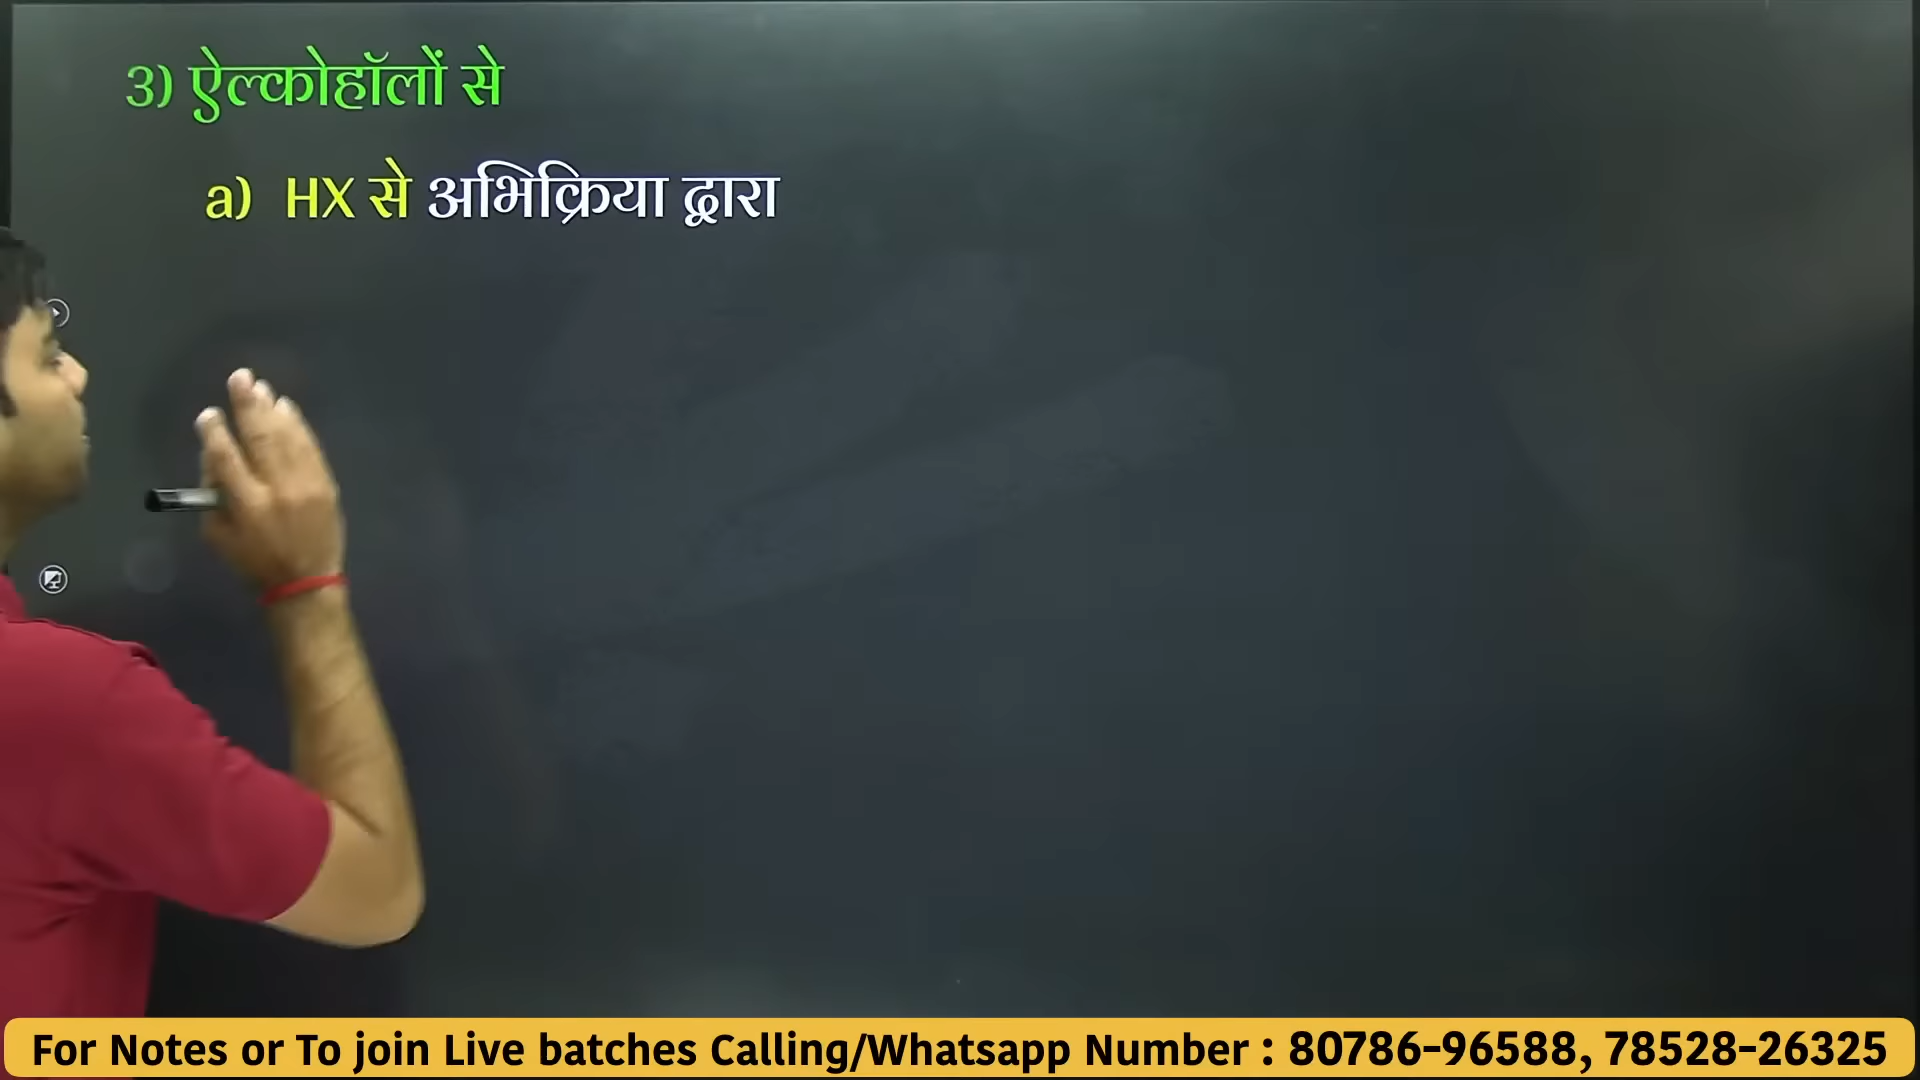 3) ऐल्कोहॉलों से
a) HX से अभिक्रिया द्वारा
For Notes or To join Live batches Calling/Whatsapp Number : 80786-96588, 78528-26325